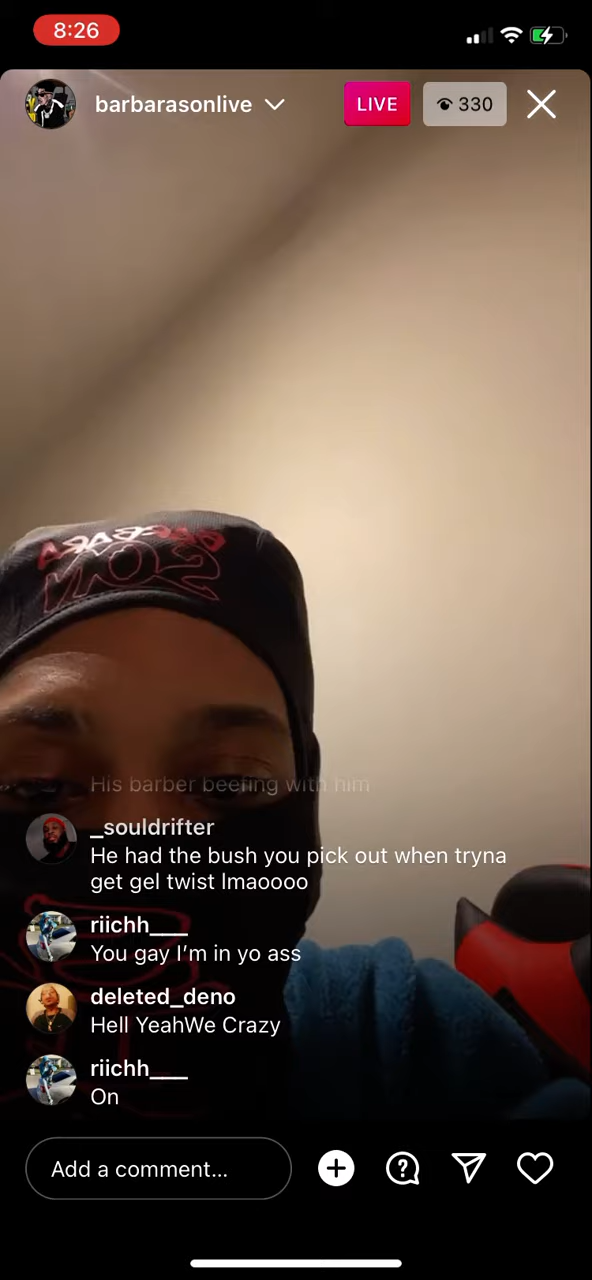 8:26
barbarasonlive
LIVE
330
BARBARA
SON
His barber beefing with him
_souldrifter
He had the bush you pick out when tryna
get gel twist lmaoooo
riichh___
You gay I’m in yo ass
deleted_deno
Hell YeahWe Crazy
riichh___
On
Add a comment...